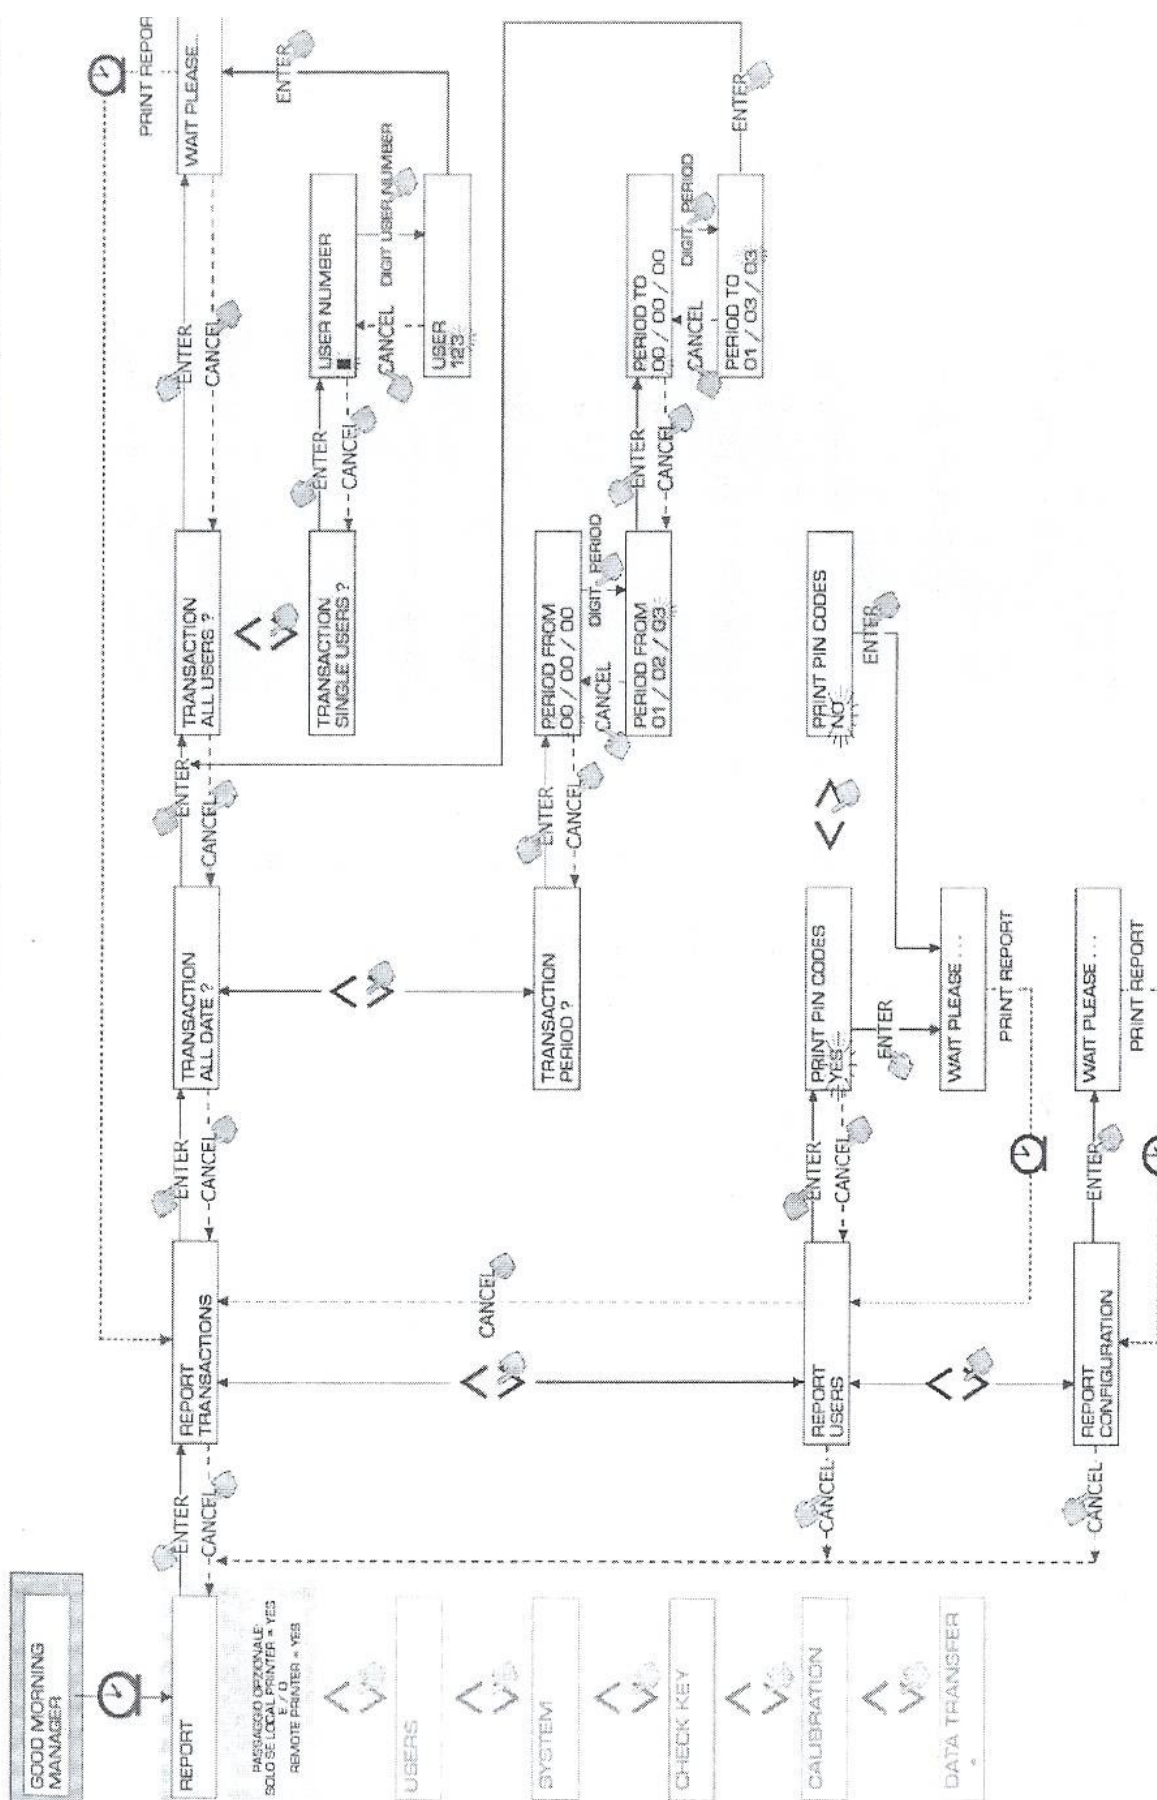 GOOD MORNING
MANAGER
REPORT
PASSAGGIO OPZIONALE:
SOLO SE LOCAL PRINTER = YES
E / O
REMOTE PRINTER = YES
USERS
SYSTEM
CHECK KEY
CALIBRATION
DATA TRANSFER
ENTER
CANCEL
REPORT
TRANSACTIONS
ENTER
CANCEL
TRANSACTION
ALL DATE ?
ENTER
CANCEL
TRANSACTION
ALL USERS ?
ENTER
CANCEL
WAIT PLEASE...
PRINT REPOR
< >
TRANSACTION
SINGLE USERS ?
ENTER
CANCEL
USER NUMBER
CANCEL
DIGIT USER NUMBER
USER
123
ENTER
< >
TRANSACTION
PERIOD ?
ENTER
CANCEL
PERIOD FROM
00 / 00 / 00
CANCEL
DIGIT PERIOD
PERIOD FROM
01 / 02 / 03
ENTER
CANCEL
PERIOD TO
00 / 00 / 00
CANCEL
DIGIT PERIOD
PERIOD TO
01 / 03 / 03
ENTER
CANCEL
< >
REPORT
USERS
CANCEL
ENTER
CANCEL
PRINT PIN CODES
YES
< >
PRINT PIN CODES
NO
ENTER
ENTER
WAIT PLEASE ...
PRINT REPORT
< >
REPORT
CONFIGURATION
CANCEL
ENTER
WAIT PLEASE ...
PRINT REPORT